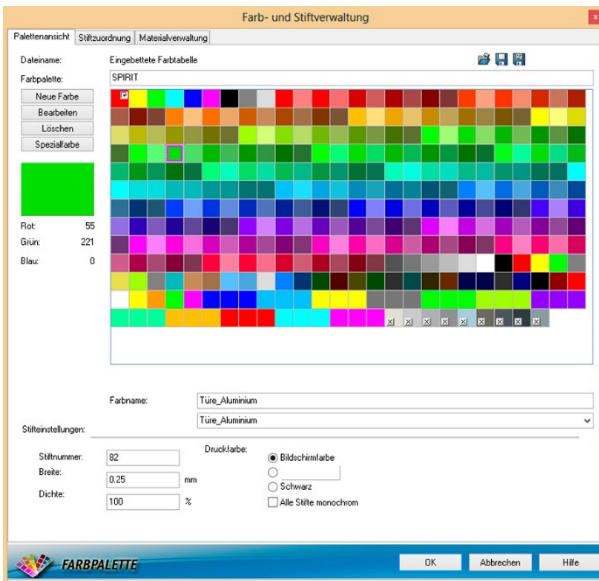 Farb- und Stiftverwaltung
x
Palettenansicht Stiftzuordnung Materialverwaltung
Dateiname: Eingebettete Farbtabelle
Farbpalette: SPIRIT
Neue Farbe
Bearbeiten
Löschen
Spezialfarbe
Rot: 55
Grün: 221
Blau: 0
Farbname: Türe_Aluminium
Türe_Aluminium
Stifteinstellungen:
Stiftnummer: 82 Druckfarbe: Bildschirmfarbe
Breite: 0.25 mm
Schwarz
Dichte: 100 % Alle Stifte monochrom
FARBPALETTE OK Abbrechen Hilfe